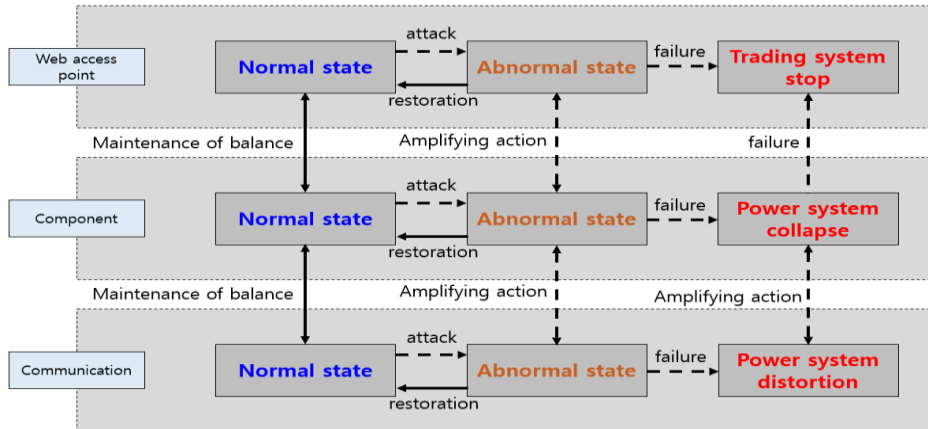 attack
failure
Web access
point
Normal state
Abnormal state
Trading system
stop
restoration
Maintenance of balance
Amplifying action
failure
attack
failure
Component
Normal state
Abnormal state
Power system
collapse
restoration
Maintenance of balance
Amplifying action
Amplifying action
attack
failure
Communication
Normal state
Abnormal state
Power system
distortion
restoration